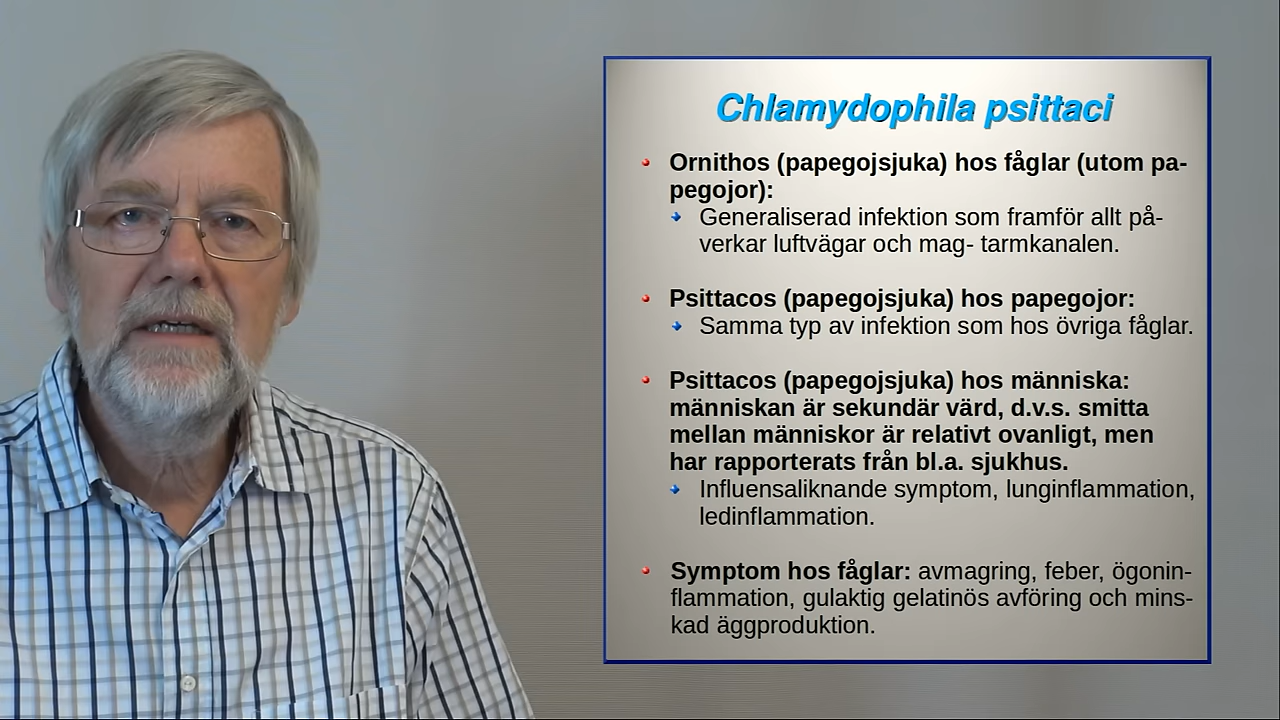 Chlamydophila psittaci
Ornithos (papegojsjuka) hos fåglar (utom pa-
pegojor):
Generaliserad infektion som framför allt på-
verkar luftvägar och mag- tarmkanalen.
Psittacos (papegojsjuka) hos papegojor:
Samma typ av infektion som hos övriga fåglar.
Psittacos (papegojsjuka) hos människa:
människan är sekundär värd, d.v.s. smitta
mellan människor är relativt ovanligt, men
har rapporterats från bl.a. sjukhus.
Influensaliknande symptom, lunginflammation,
ledinflammation.
Symptom hos fåglar: avmagring, feber, ögonin-
flammation, gulaktig gelatinös avföring och mins-
kad äggproduktion.